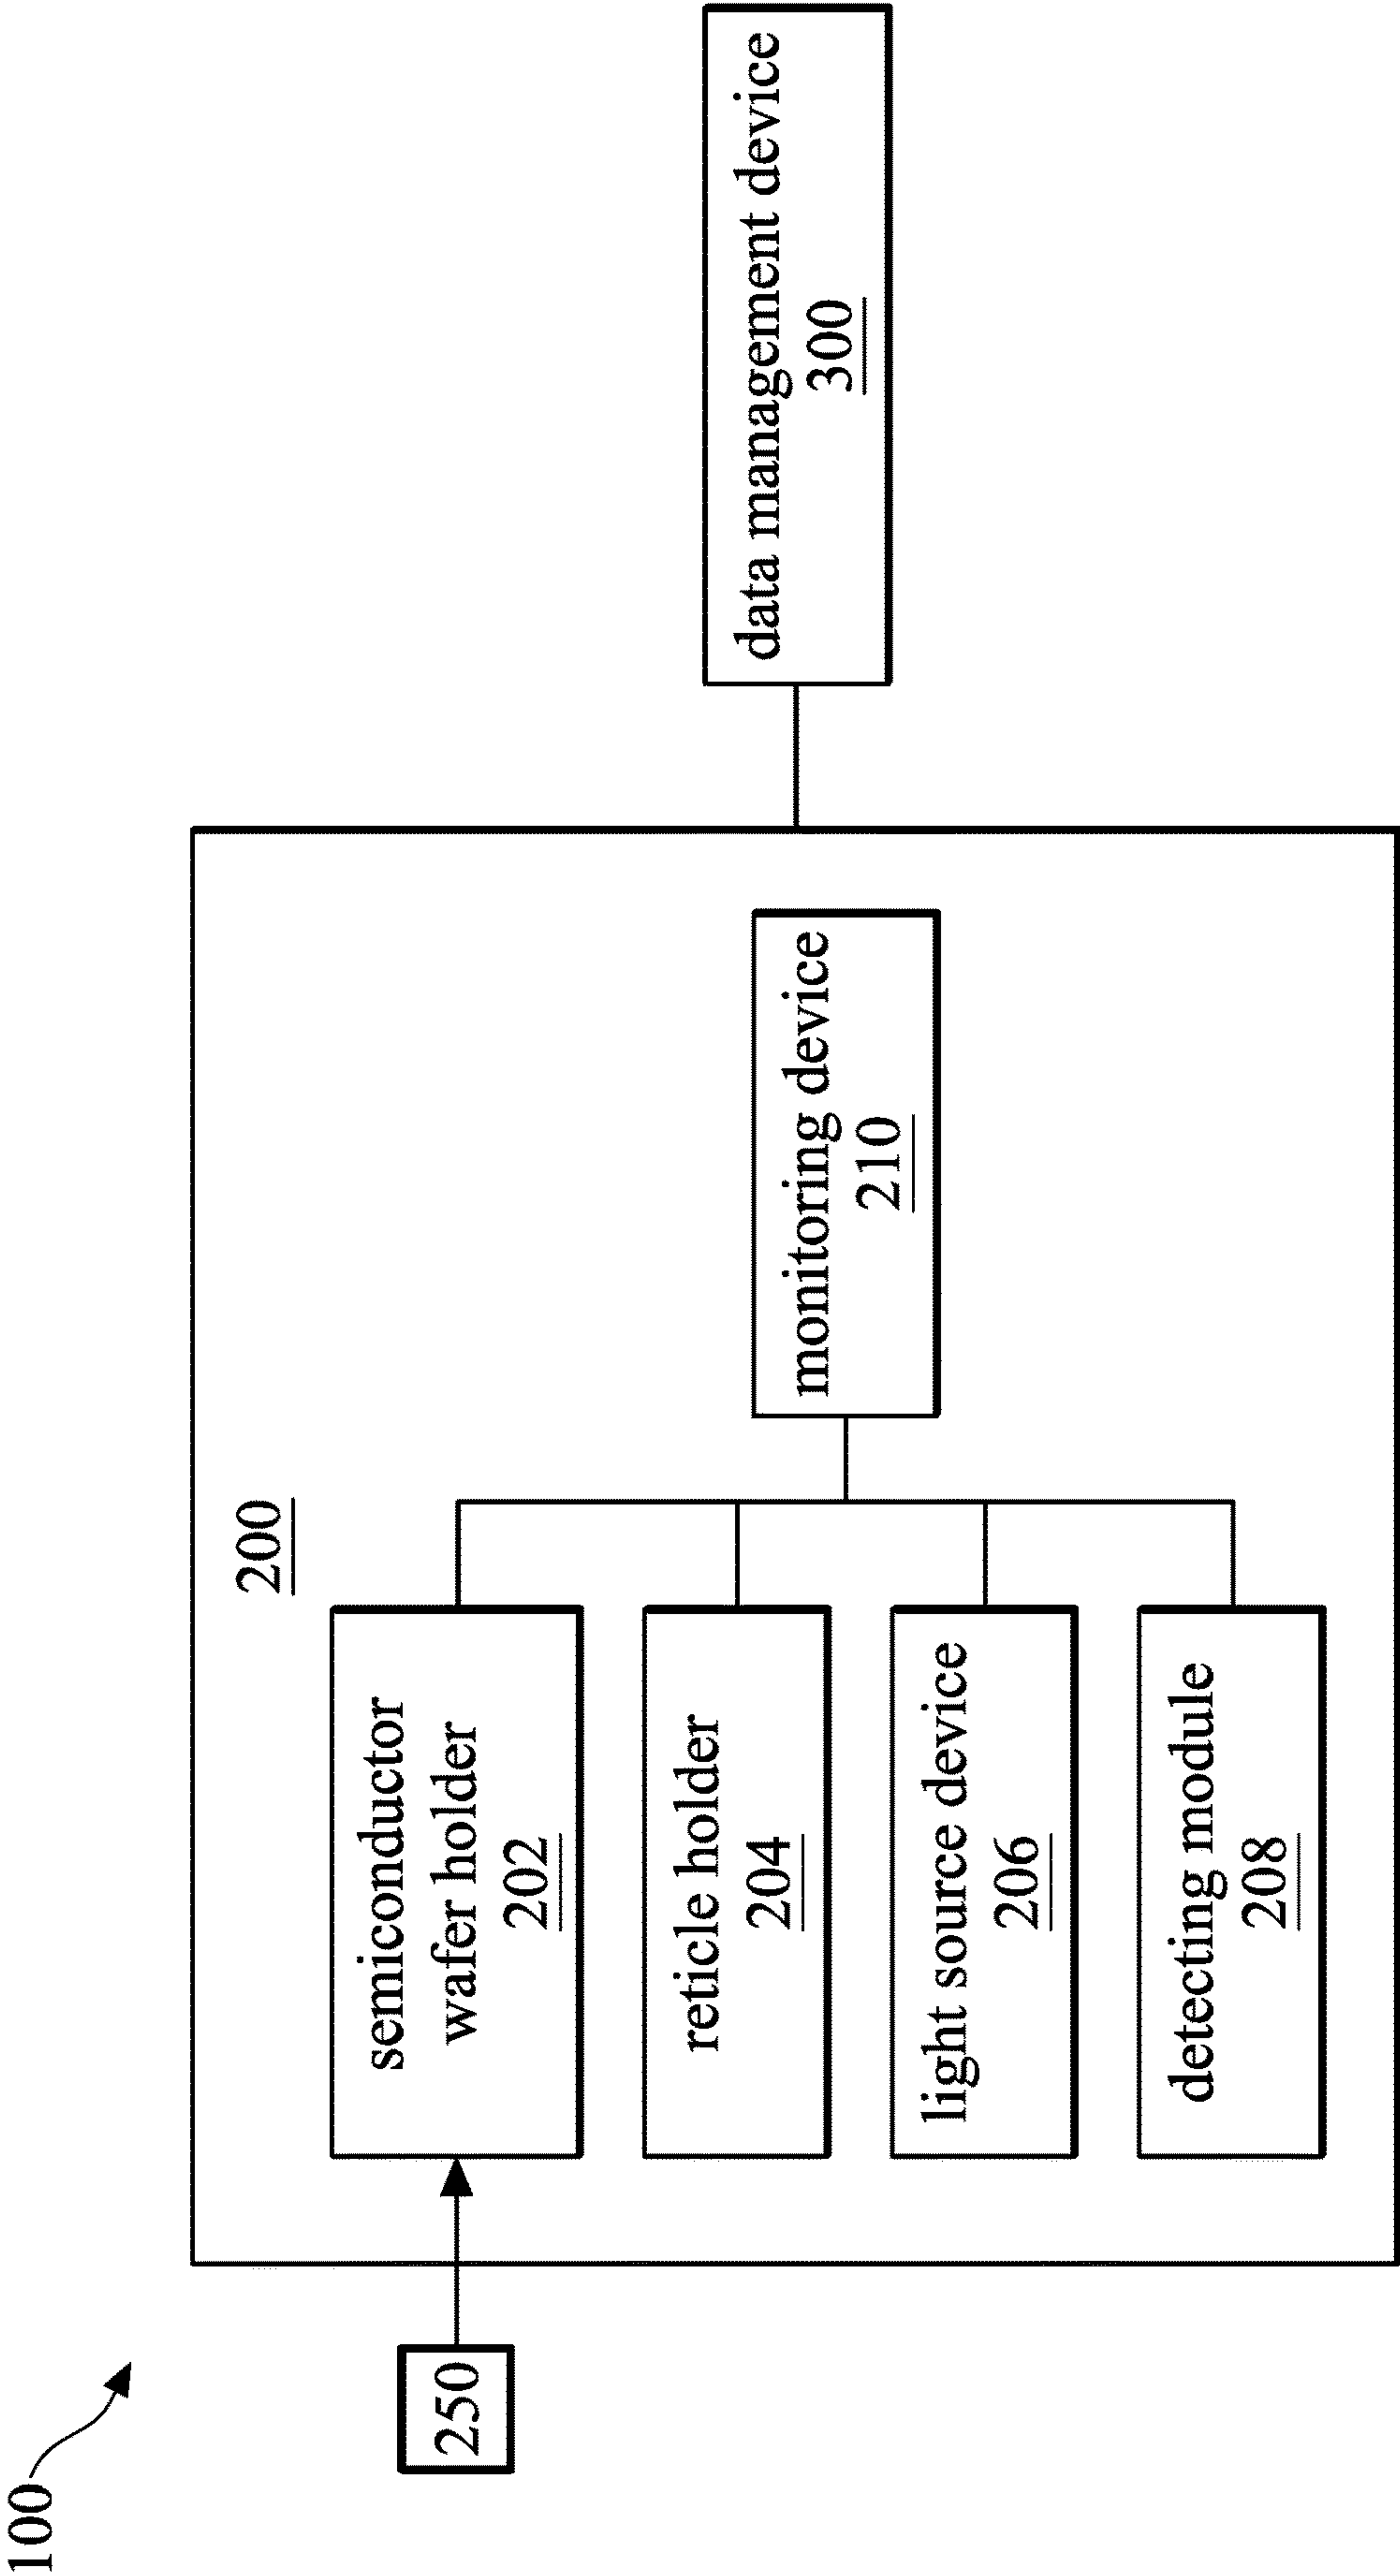 100
200
250
semiconductor
wafer holder
202
reticle holder
204
light source device
206
detecting module
208
monitoring device
210
data management device
300